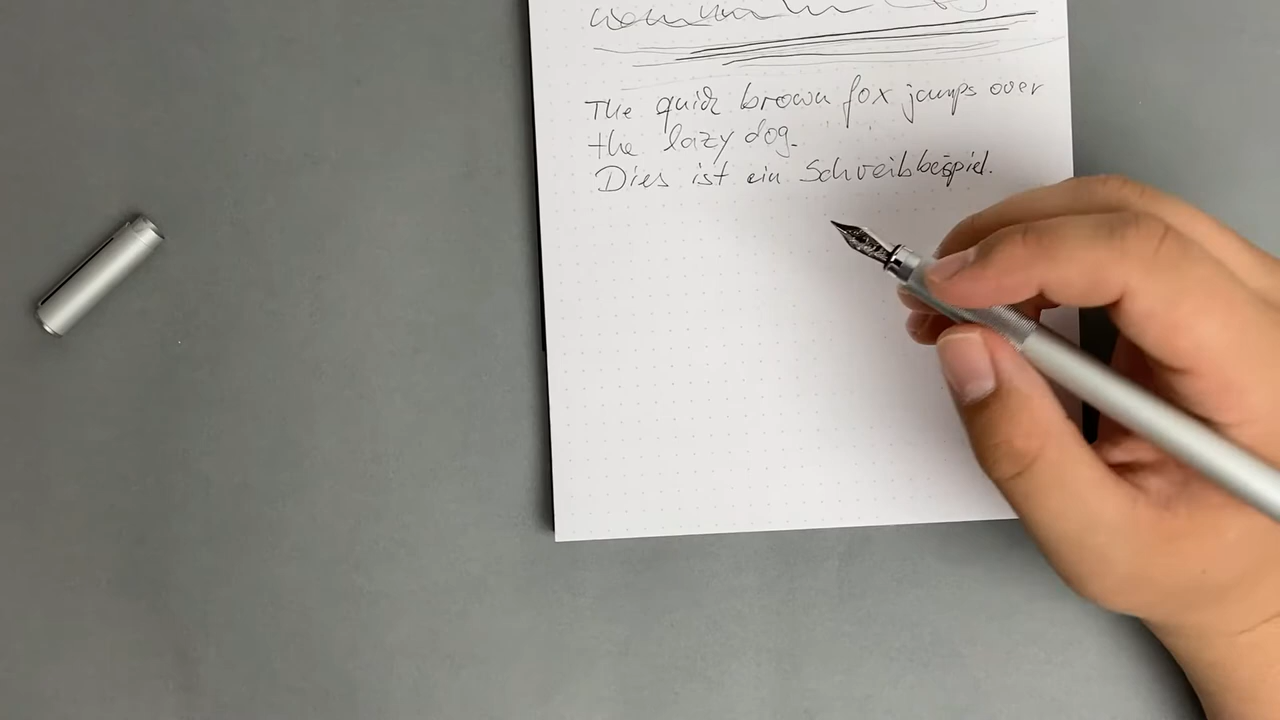 The quick brown fox jumps over
the lazy dog.
Dies ist ein Schreibbeispiel.